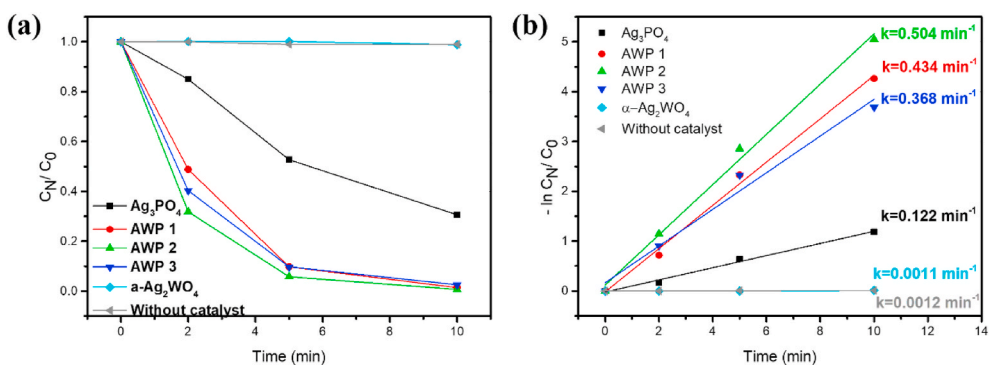 (a)
1.0
0.8
0.6
0.4
0.2
0.0
C_N/ C_0
Ag₃PO₄
AWP 1
AWP 2
AWP 3
a-Ag₂WO₄
Without catalyst
0
2
4
6
8
10
Time (min)
(b)
5
4
3
2
1
0
- ln C_N/ C_0
Ag₃PO₄
AWP 1
AWP 2
AWP 3
α–Ag₂WO₄
Without catalyst
k=0.504 min⁻¹
k=0.434 min⁻¹
k=0.368 min⁻¹
k=0.122 min⁻¹
k=0.0011 min⁻¹
k=0.0012 min⁻¹
0
2
4
6
8
10
12
14
Time (min)